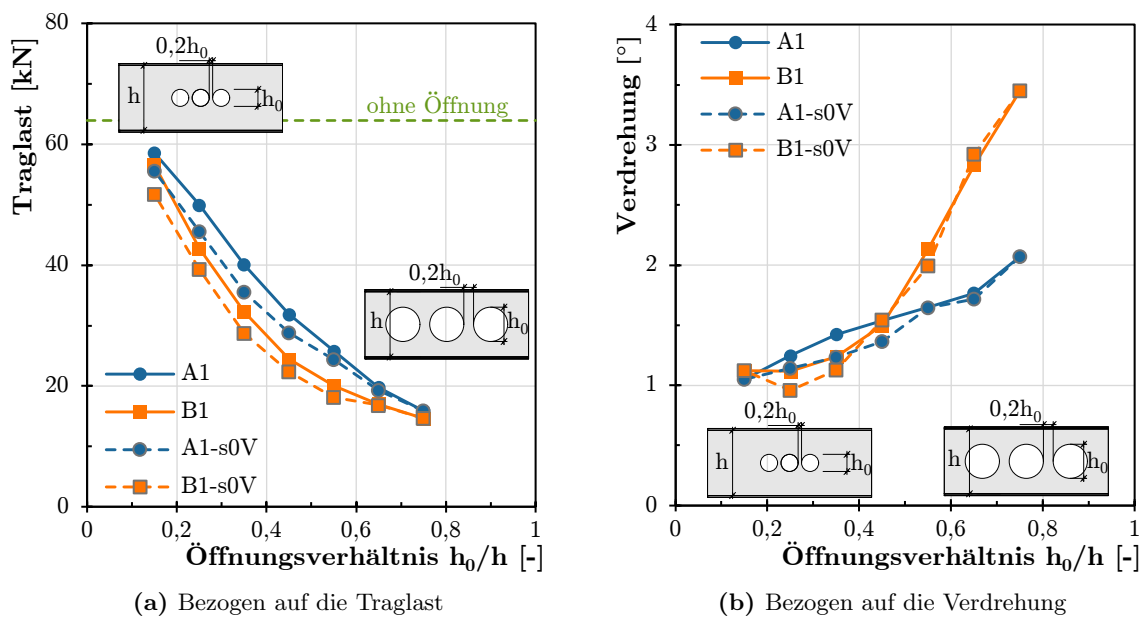 Traglast [kN]
80
60
40
20
0
0
0,2
0,4
0,6
0,8
1
Öffnungsverhältnis h₀/h [-]
0,2h₀
h
h₀
ohne Öffnung
0,2h₀
h
h₀
A1
B1
A1-s0V
B1-s0V
(a) Bezogen auf die Traglast
Verdrehung [°]
4
3
2
1
0
0
0,2
0,4
0,6
0,8
1
Öffnungsverhältnis h₀/h [-]
A1
B1
A1-s0V
B1-s0V
0,2h₀
h
h₀
0,2h₀
h
h₀
(b) Bezogen auf die Verdrehung